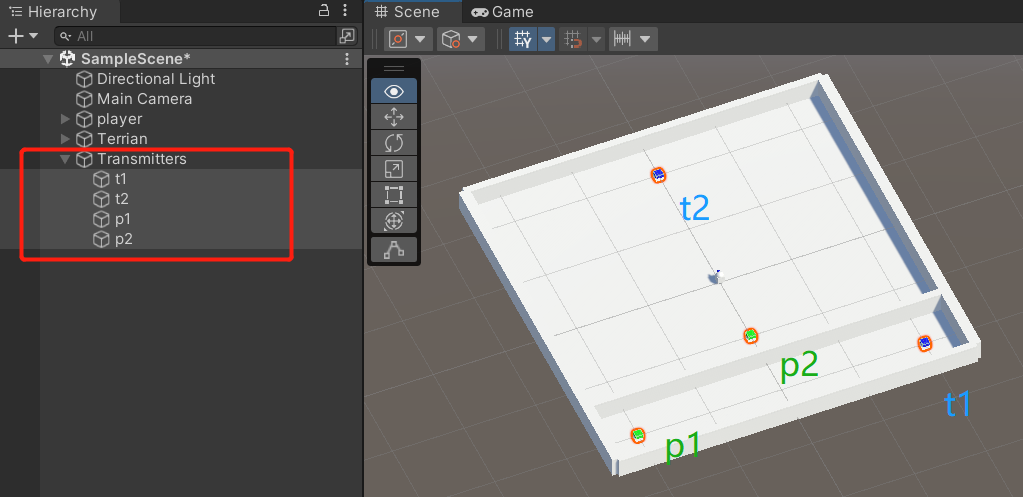 Hierarchy
All
SampleScene*
Directional Light
Main Camera
player
Terrian
Transmitters
t1
t2
p1
p2
Scene
Game
Y
t2
p2
t1
p1